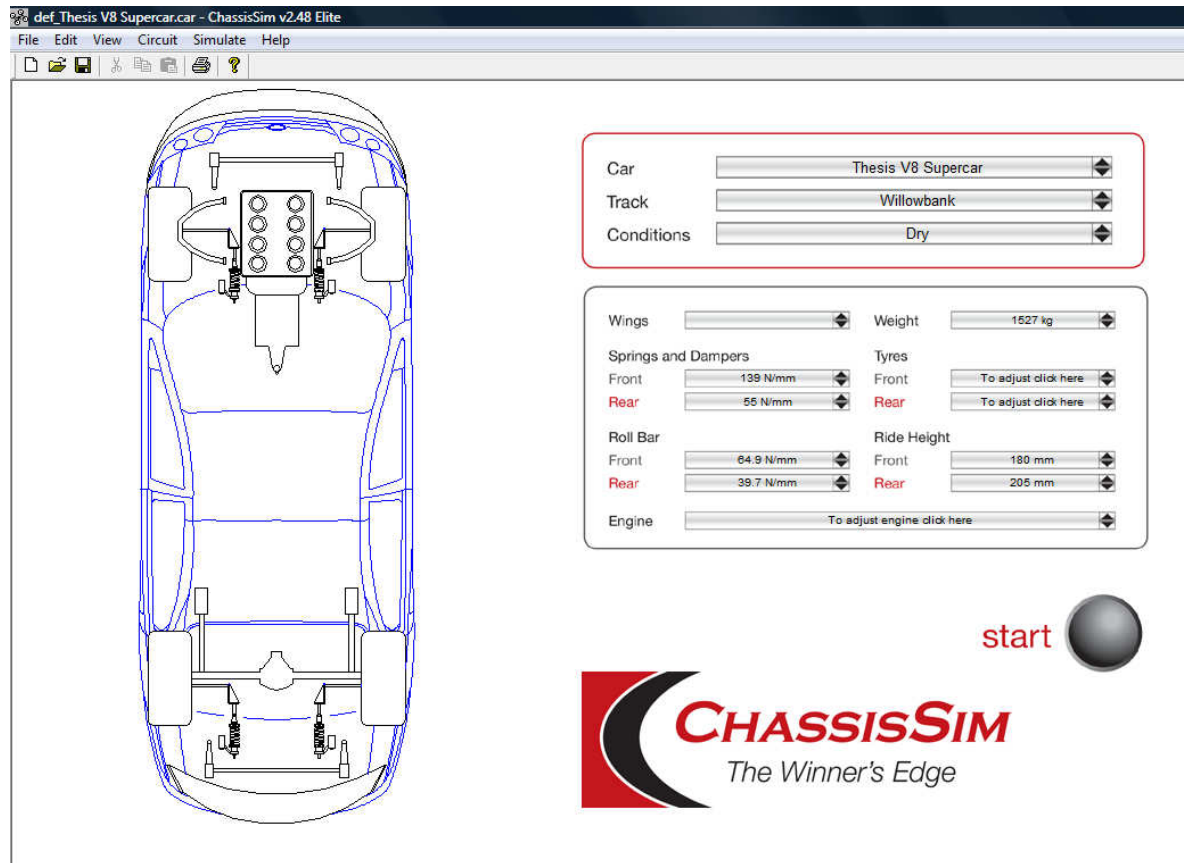 def_Thesis V8 Supercar.car - ChassisSim v2.48 Elite
File Edit View Circuit Simulate Help
Car Thesis V8 Supercar
Track Willowbank
Conditions Dry
Wings Weight 1527 kg
Springs and Dampers Tyres
Front 139 N/mm Front To adjust click here
Rear 55 N/mm Rear To adjust click here
Roll Bar Ride Height
Front 64.9 N/mm Front 180 mm
Rear 39.7 N/mm Rear 205 mm
Engine To adjust engine click here
start
CHASSISSIM
The Winner's Edge